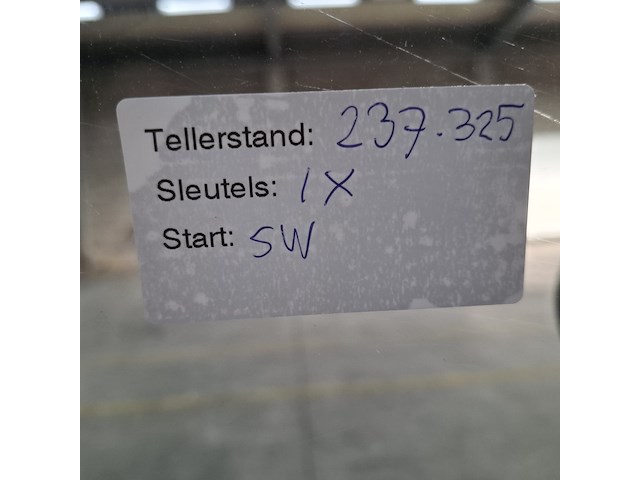 Tellerstand: 237.325
Sleutels: 1X
Start: SW